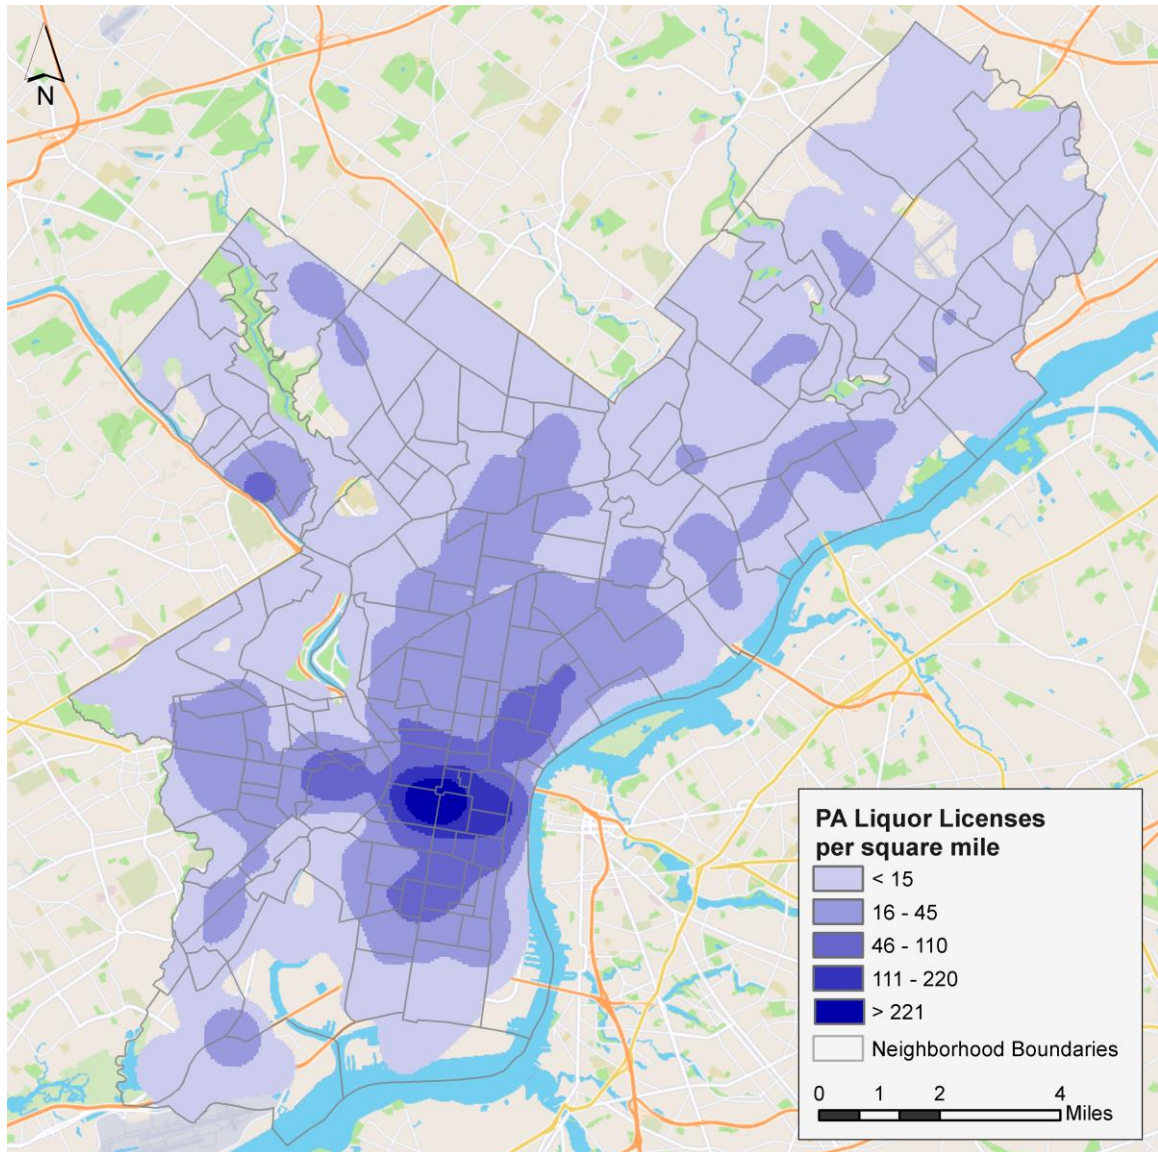 N
PA Liquor Licenses
per square mile
< 15
16 - 45
46 - 110
111 - 220
> 221
Neighborhood Boundaries
0 1 2 4
Miles